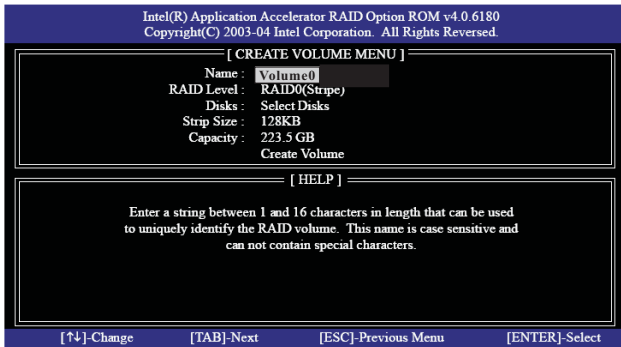 Intel(R) Application Accelerator RAID Option ROM v4.0.6180
Copyright(C) 2003-04 Intel Corporation. All Rights Reversed.
[ CREATE VOLUME MENU ]
Name : Volume0
RAID Level : RAID0(Stripe)
Disks : Select Disks
Strip Size : 128KB
Capacity : 223.5 GB
Create Volume
[ HELP ]
Enter a string between 1 and 16 characters in length that can be used
to uniquely identify the RAID volume. This name is case sensitive and
can not contain special characters.
[↑↓]-Change [TAB]-Next [ESC]-Previous Menu [ENTER]-Select